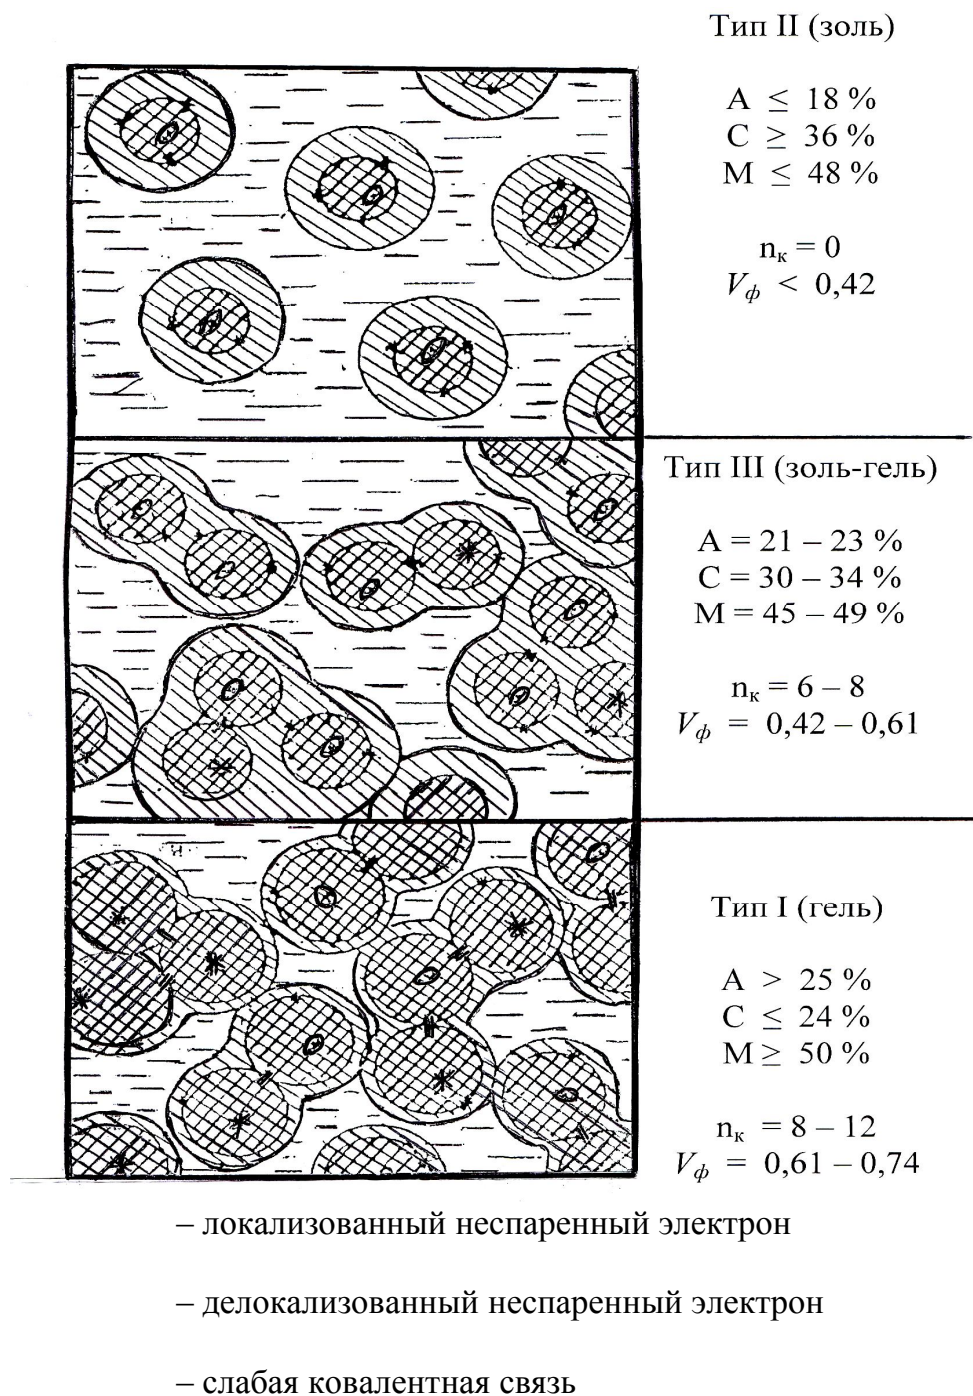 Тип II (золь)
A ≤ 18 %
C ≥ 36 %
M ≤ 48 %
nк = 0
Vф < 0,42
Тип III (золь-гель)
A = 21 – 23 %
C = 30 – 34 %
M = 45 – 49 %
nк = 6 – 8
Vф = 0,42 – 0,61
Тип I (гель)
A > 25 %
C ≤ 24 %
M ≥ 50 %
nк = 8 – 12
Vф = 0,61 – 0,74
– локализованный неспаренный электрон
– делокализованный неспаренный электрон
– слабая ковалентная связь